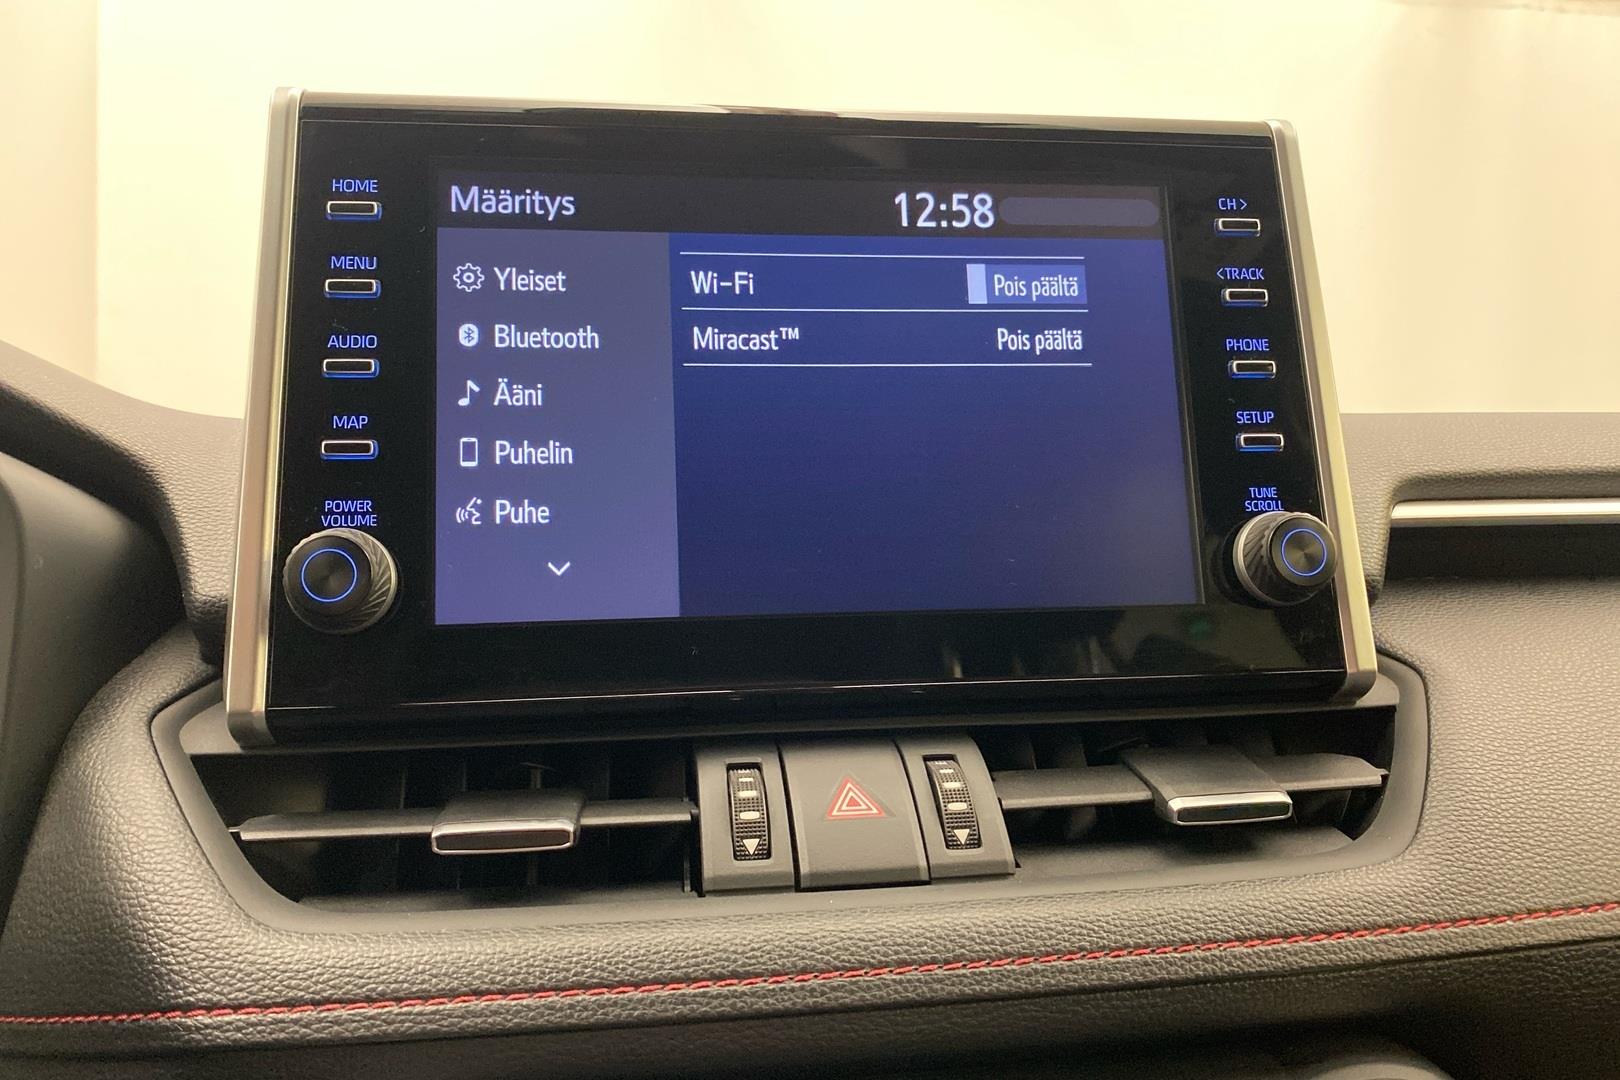 HOME
MENU
AUDIO
MAP
POWER
VOLUME
Määritys
12:58
Yleiset
Bluetooth
Ääni
Puhelin
Puhe
Wi-Fi Pois päältä
Miracast™ Pois päältä
CH >
< TRACK
PHONE
SETUP
TUNE
SCROLL